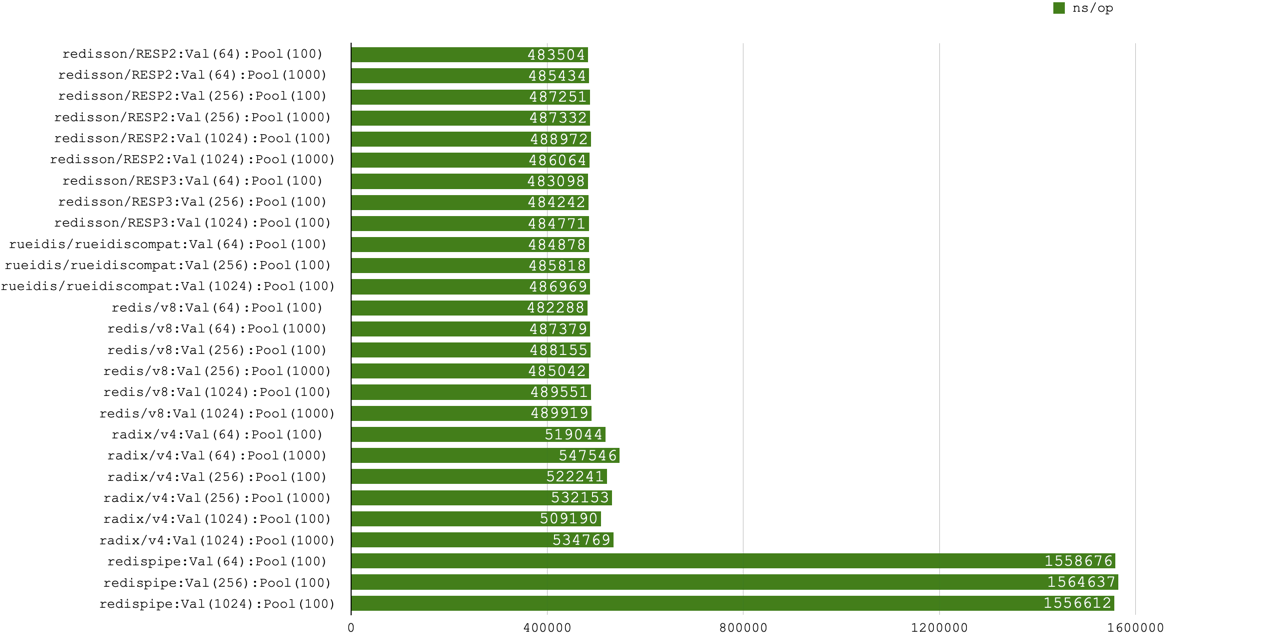 ns/op
redisson/RESP2:Val(64):Pool(100) 483504
redisson/RESP2:Val(64):Pool(1000) 485434
redisson/RESP2:Val(256):Pool(100) 487251
redisson/RESP2:Val(256):Pool(1000) 487332
redisson/RESP2:Val(1024):Pool(100) 488972
redisson/RESP2:Val(1024):Pool(1000) 486064
redisson/RESP3:Val(64):Pool(100) 483098
redisson/RESP3:Val(256):Pool(100) 484242
redisson/RESP3:Val(1024):Pool(100) 484771
rueidis/rueidiscompat:Val(64):Pool(100) 484878
rueidis/rueidiscompat:Val(256):Pool(100) 485818
rueidis/rueidiscompat:Val(1024):Pool(100) 486969
redis/v8:Val(64):Pool(100) 482288
redis/v8:Val(64):Pool(1000) 487379
redis/v8:Val(256):Pool(100) 488155
redis/v8:Val(256):Pool(1000) 485042
redis/v8:Val(1024):Pool(100) 489551
redis/v8:Val(1024):Pool(1000) 489919
radix/v4:Val(64):Pool(100) 519044
radix/v4:Val(64):Pool(1000) 547546
radix/v4:Val(256):Pool(100) 522241
radix/v4:Val(256):Pool(1000) 532153
radix/v4:Val(1024):Pool(100) 509190
radix/v4:Val(1024):Pool(1000) 534769
redispipe:Val(64):Pool(100) 1558676
redispipe:Val(256):Pool(100) 1564637
redispipe:Val(1024):Pool(100) 1556612
0 400000 800000 1200000 1600000